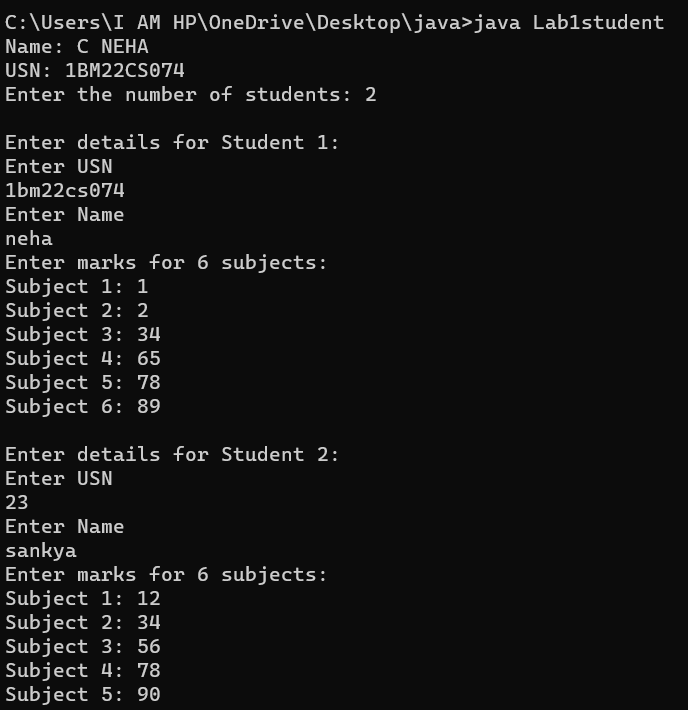 C:\Users\I AM HP\OneDrive\Desktop\java>java Lab1student
Name: C NEHA
USN: 1BM22CS074
Enter the number of students: 2
Enter details for Student 1:
Enter USN
1bm22cs074
Enter Name
neha
Enter marks for 6 subjects:
Subject 1: 1
Subject 2: 2
Subject 3: 34
Subject 4: 65
Subject 5: 78
Subject 6: 89
Enter details for Student 2:
Enter USN
23
Enter Name
sankya
Enter marks for 6 subjects:
Subject 1: 12
Subject 2: 34
Subject 3: 56
Subject 4: 78
Subject 5: 90